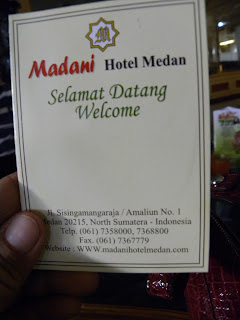 Madani Hotel Medan
Selamat Datang
Welcome
Jl. Sisingamangaraja / Amaliun No. 1
Medan 20215, North Sumatera - Indonesia
Telp. (061) 7358000, 7368800
Fax. (061) 7367779
Website : WWW.madanihotelmedan.com